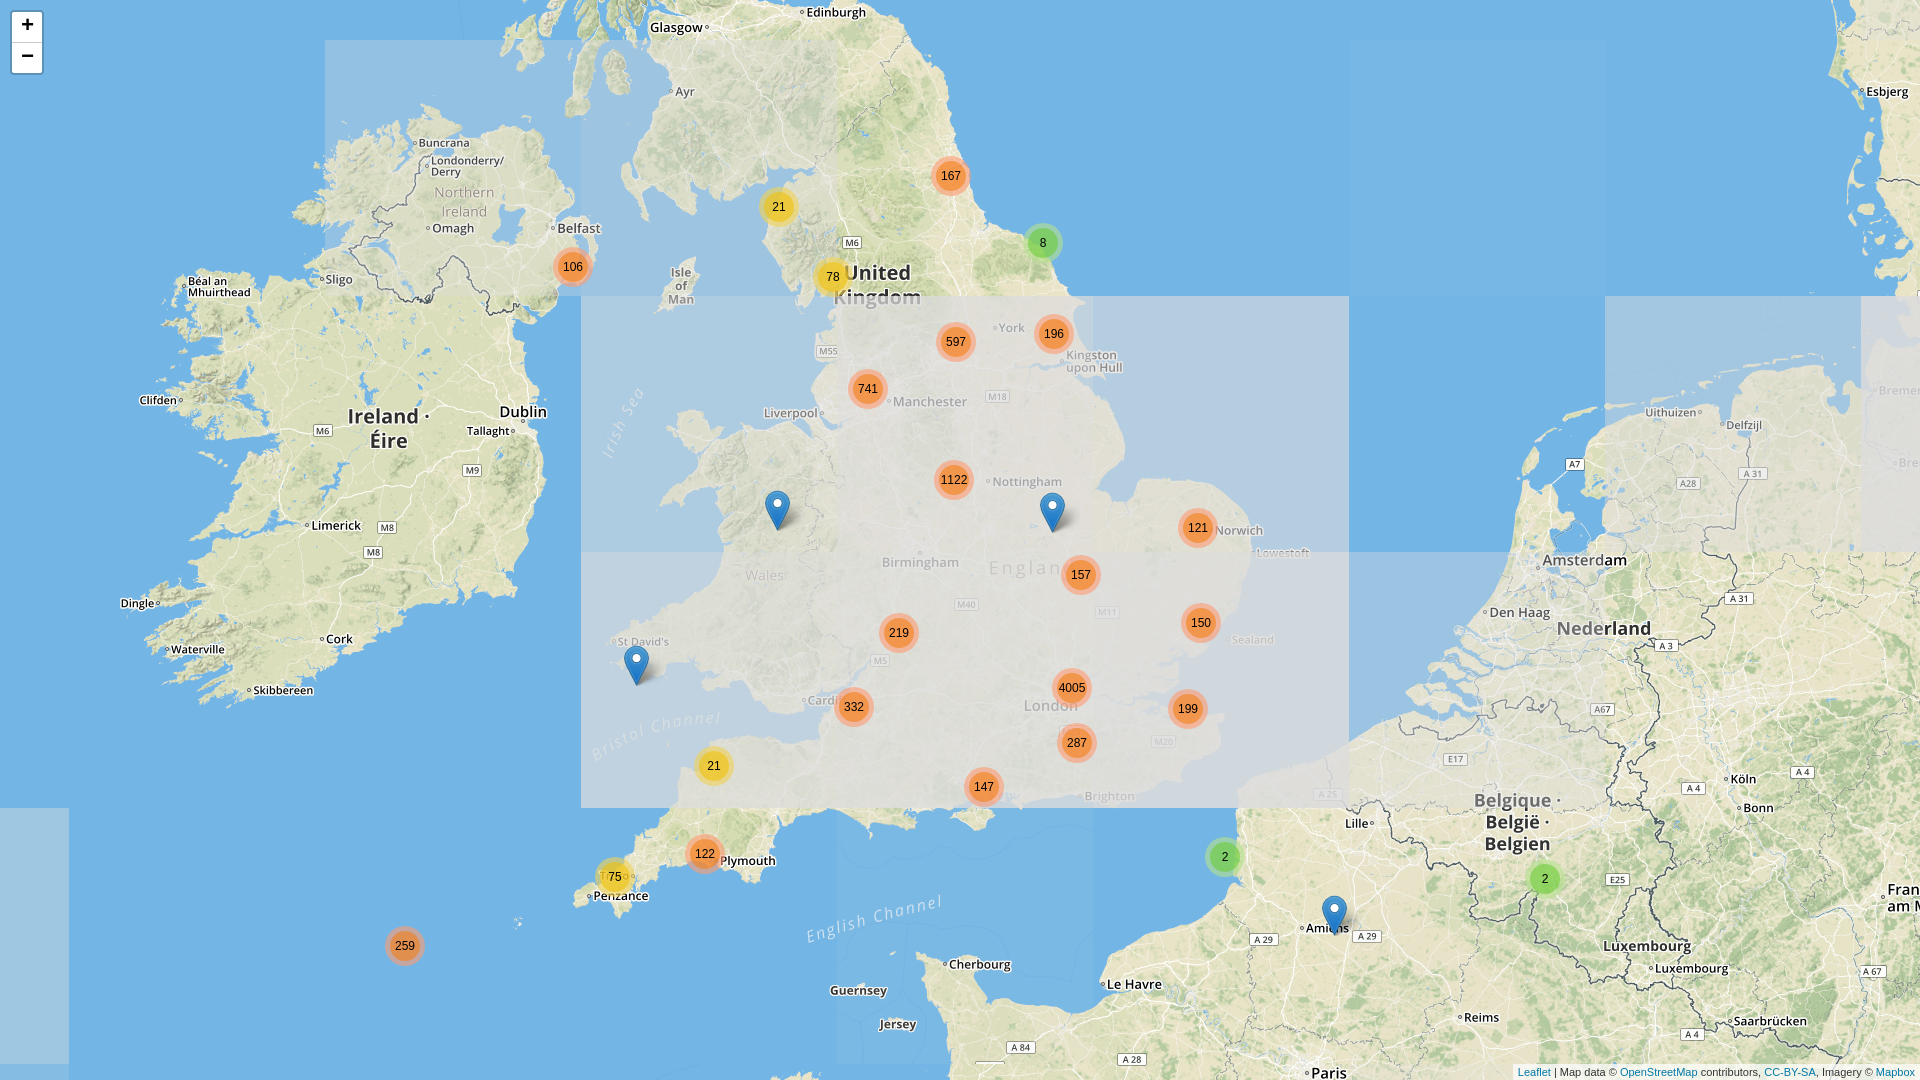 +
−
Edinburgh
Glasgow
Ayr
Esbjerg
Buncrana
Londonderry/
Derry
167
Northern
Ireland
21
Omagh
Belfast
M6
8
106
Isle
of
Man
78
United
Kingdom
Sligo
Béal an
Mhuirthead
York
196
597
M55
Kingston
upon Hull
741
Manchester
M18
Bremer
Clifden
Liverpool
Dublin
Uithuizen
Ireland ·
Éire
M6
Tallaght
Irish Sea
Delfzijl
Bre
A7
M9
1122
Nottingham
A28
A 31
Limerick
M8
121
Norwich
M8
Lowestoft
Birmingham
Wales
Englan
157
Amsterdam
Dingle
M40
M11
Den Haag
A 31
Cork
219
150
Nederland
Waterville
St David's
Sealand
A 3
M5
Skibbereen
4005
Cardi
332
London
199
A67
Bristol Channel
287
M20
E17
21
147
Brighton
A 25
Köln
A 4
A 4
Bonn
Belgique ·
België ·
Belgien
Lille
122
Plymouth
2
75
Penzance
2
E25
Fran
am M
English Channel
Amiens
A 29
A 29
259
Luxembourg
Cherbourg
Luxembourg
A 67
Le Havre
Guernsey
Jersey
Reims
Saarbrücken
A 4
A 84
A 28
Paris
Leaflet | Map data © OpenStreetMap contributors, CC-BY-SA, Imagery © Mapbox